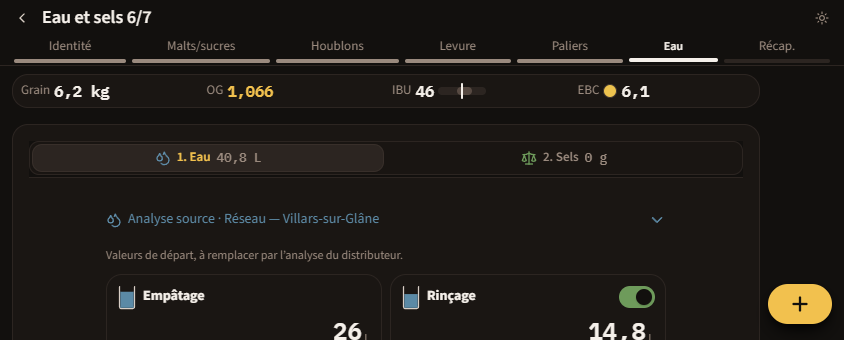 Eau et sels 6/7
Identité Malts/sucres Houblons Levure Paliers Eau Récap.
Grain 6,2 kg OG 1,066 IBU 46 EBC 6,1
1. Eau 40,8 L 2. Sels 0 g
Analyse source · Réseau — Villars-sur-Glâne
Valeurs de départ, à remplacer par l'analyse du distributeur.
Empâtage Rinçage
26 L 14,8 L